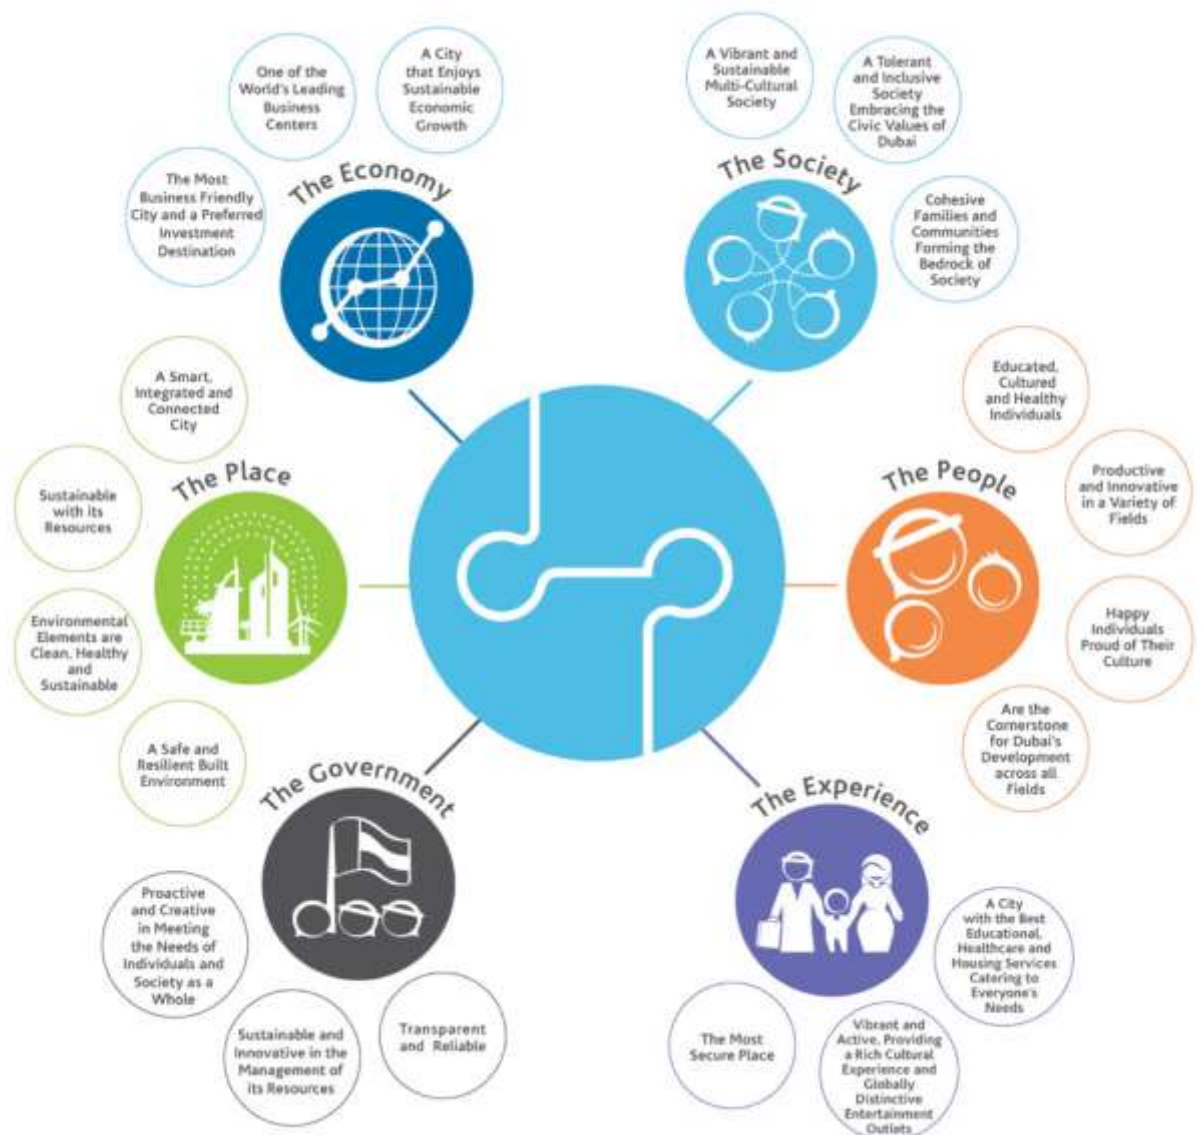 One of the
World's Leading
Business
Centers
A City
that Enjoys
Sustainable
Economic
Growth
The Most
Business Friendly
City and a Preferred
Investment
Destination
The Economy
A Vibrant and
Sustainable
Multi-Cultural
Society
A Tolerant
and Inclusive
Society
Embracing the
Civic Values of
Dubai
The Society
Cohesive
Families and
Communities
Forming the
Bedrock of
Society
A Smart,
Integrated and
Connected
City
Sustainable
with its
Resources
The Place
Environmental
Elements are
Clean, Healthy
and
Sustainable
A Safe and
Resilient Built
Environment
Educated,
Cultured
and Healthy
Individuals
The People
Productive
and Innovative
in a Variety of
Fields
Happy
Individuals
Proud of Their
Culture
Are the
Cornerstone
for Dubai's
Development
across all
Fields
The Government
Proactive
and Creative
in Meeting
the Needs of
Individuals and
Society as a
Whole
Sustainable and
Innovative in the
Management of
its Resources
Transparent
and Reliable
The Experience
A City
with the Best
Educational,
Healthcare and
Housing Services
Catering to
Everyone's
Needs
The Most
Secure Place
Vibrant and
Active, Providing
a Rich Cultural
Experience and
Globally
Distinctive
Entertainment
Outlets